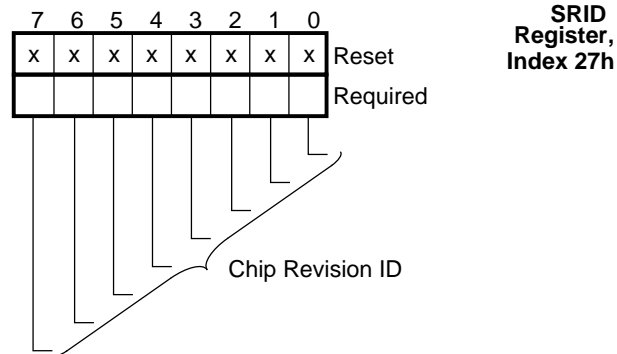 7 6 5 4 3 2 1 0
SRID
Register,
Index 27h
x x x x x x x x Reset
Required
Chip Revision ID